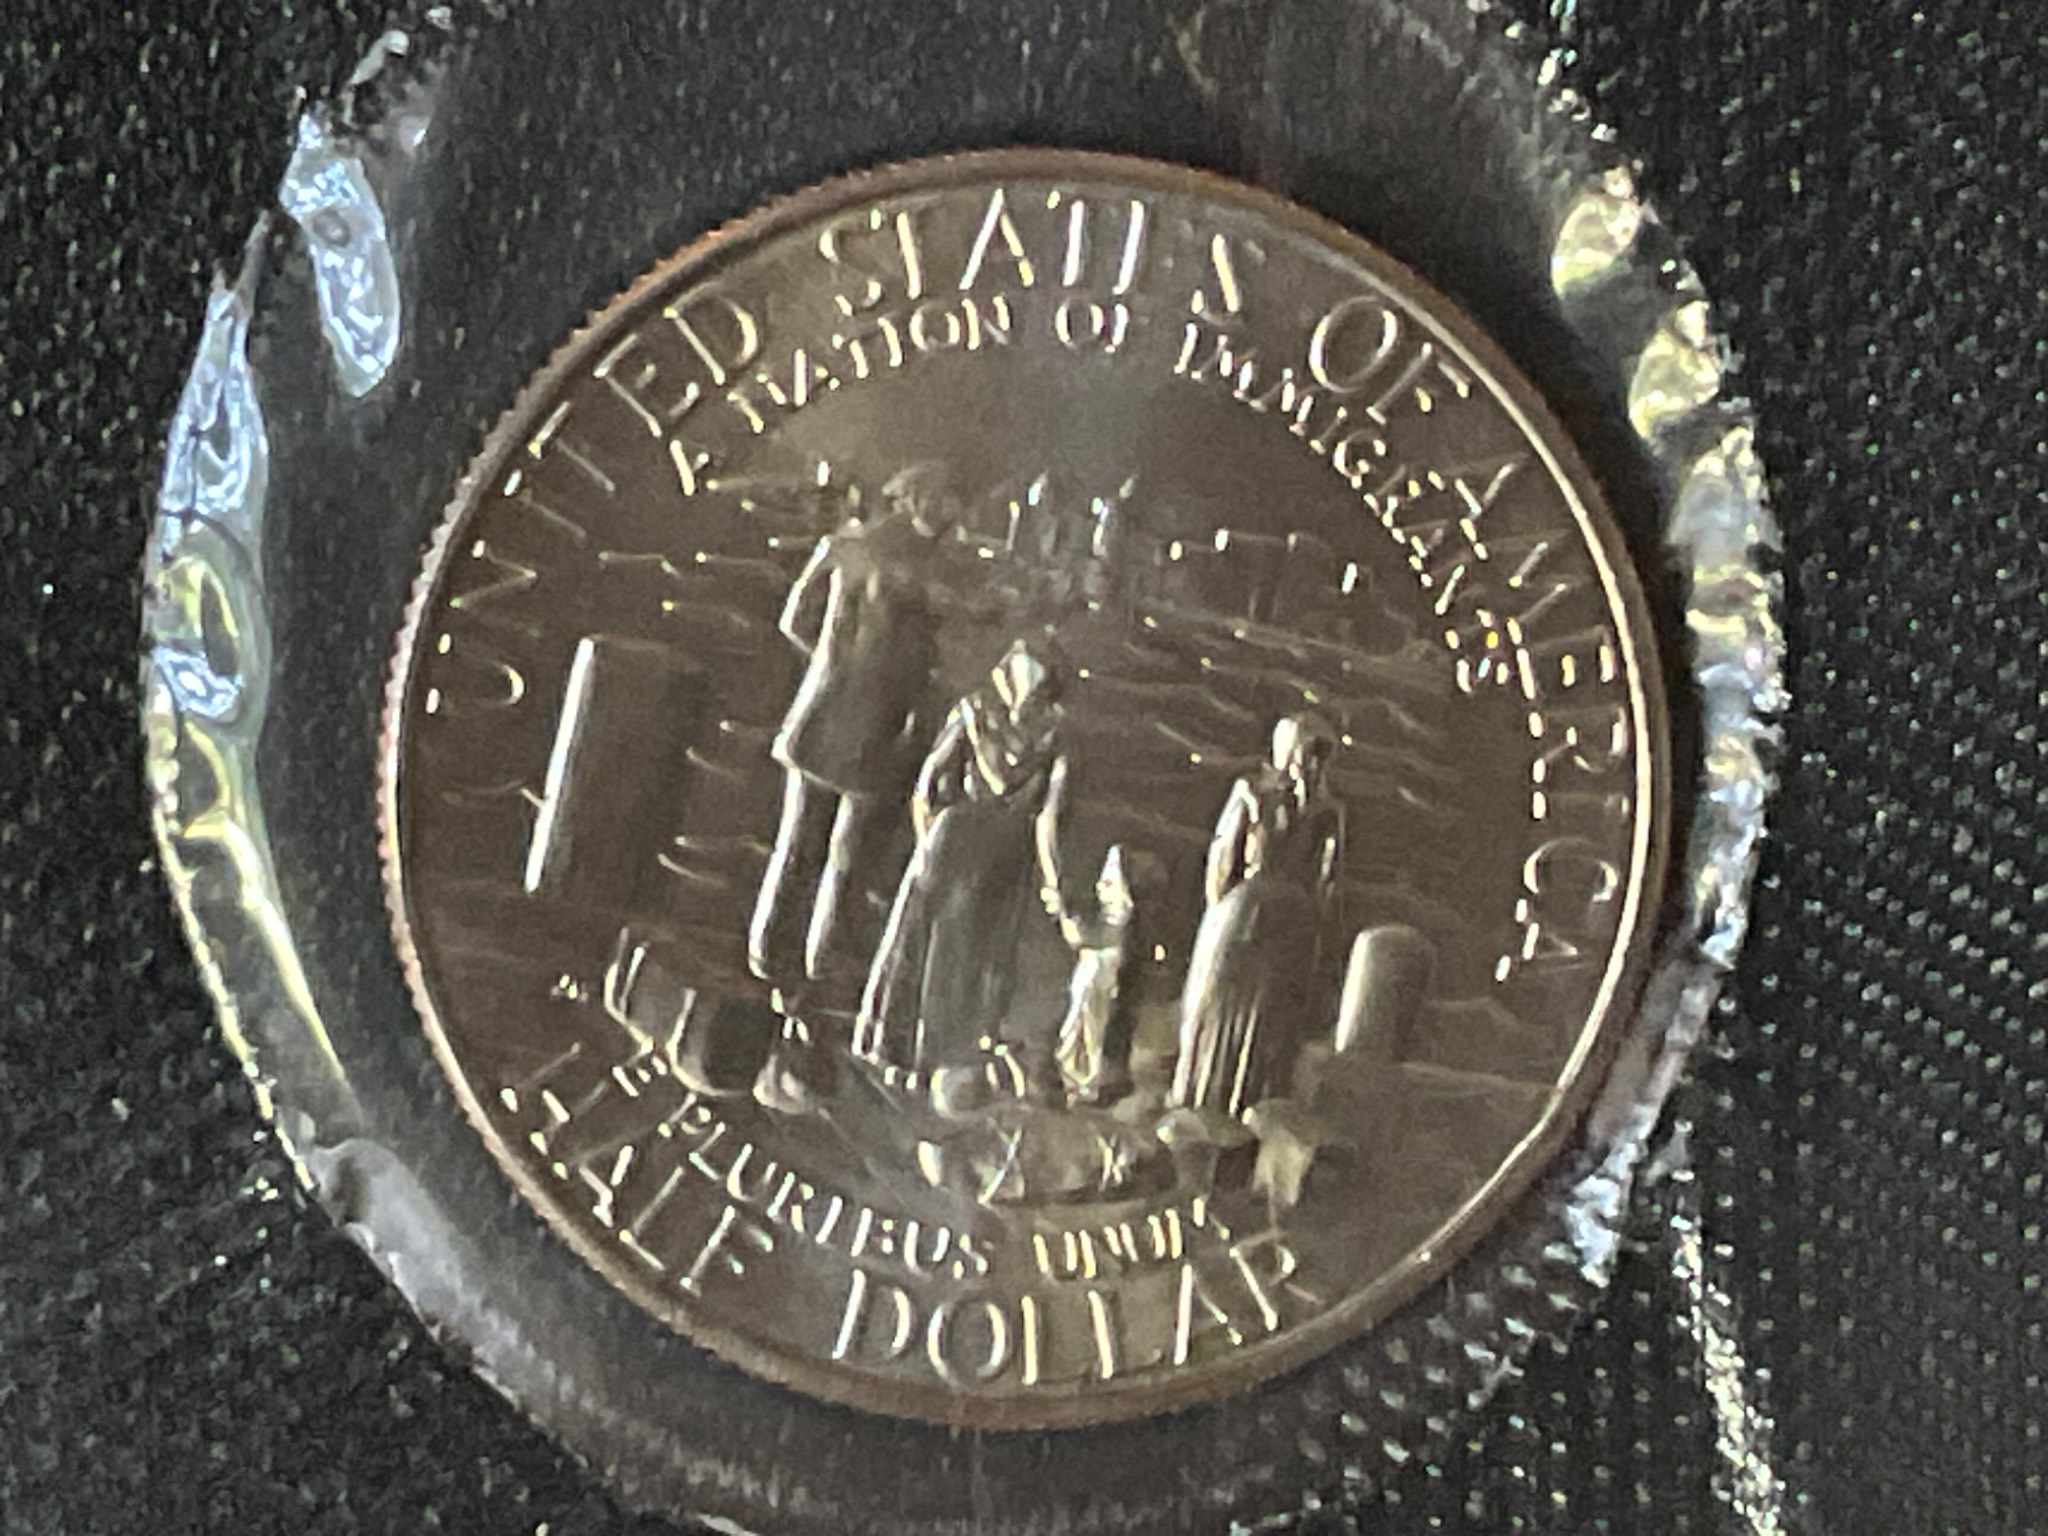 UNITED STATES OF AMERICA
A NATION OF IMMIGRANTS
E PLURIBUS UNUM
HALF DOLLAR